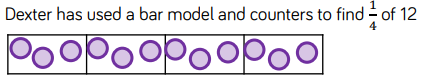 Dexter has used a bar model and counters to find 1/4 of 12